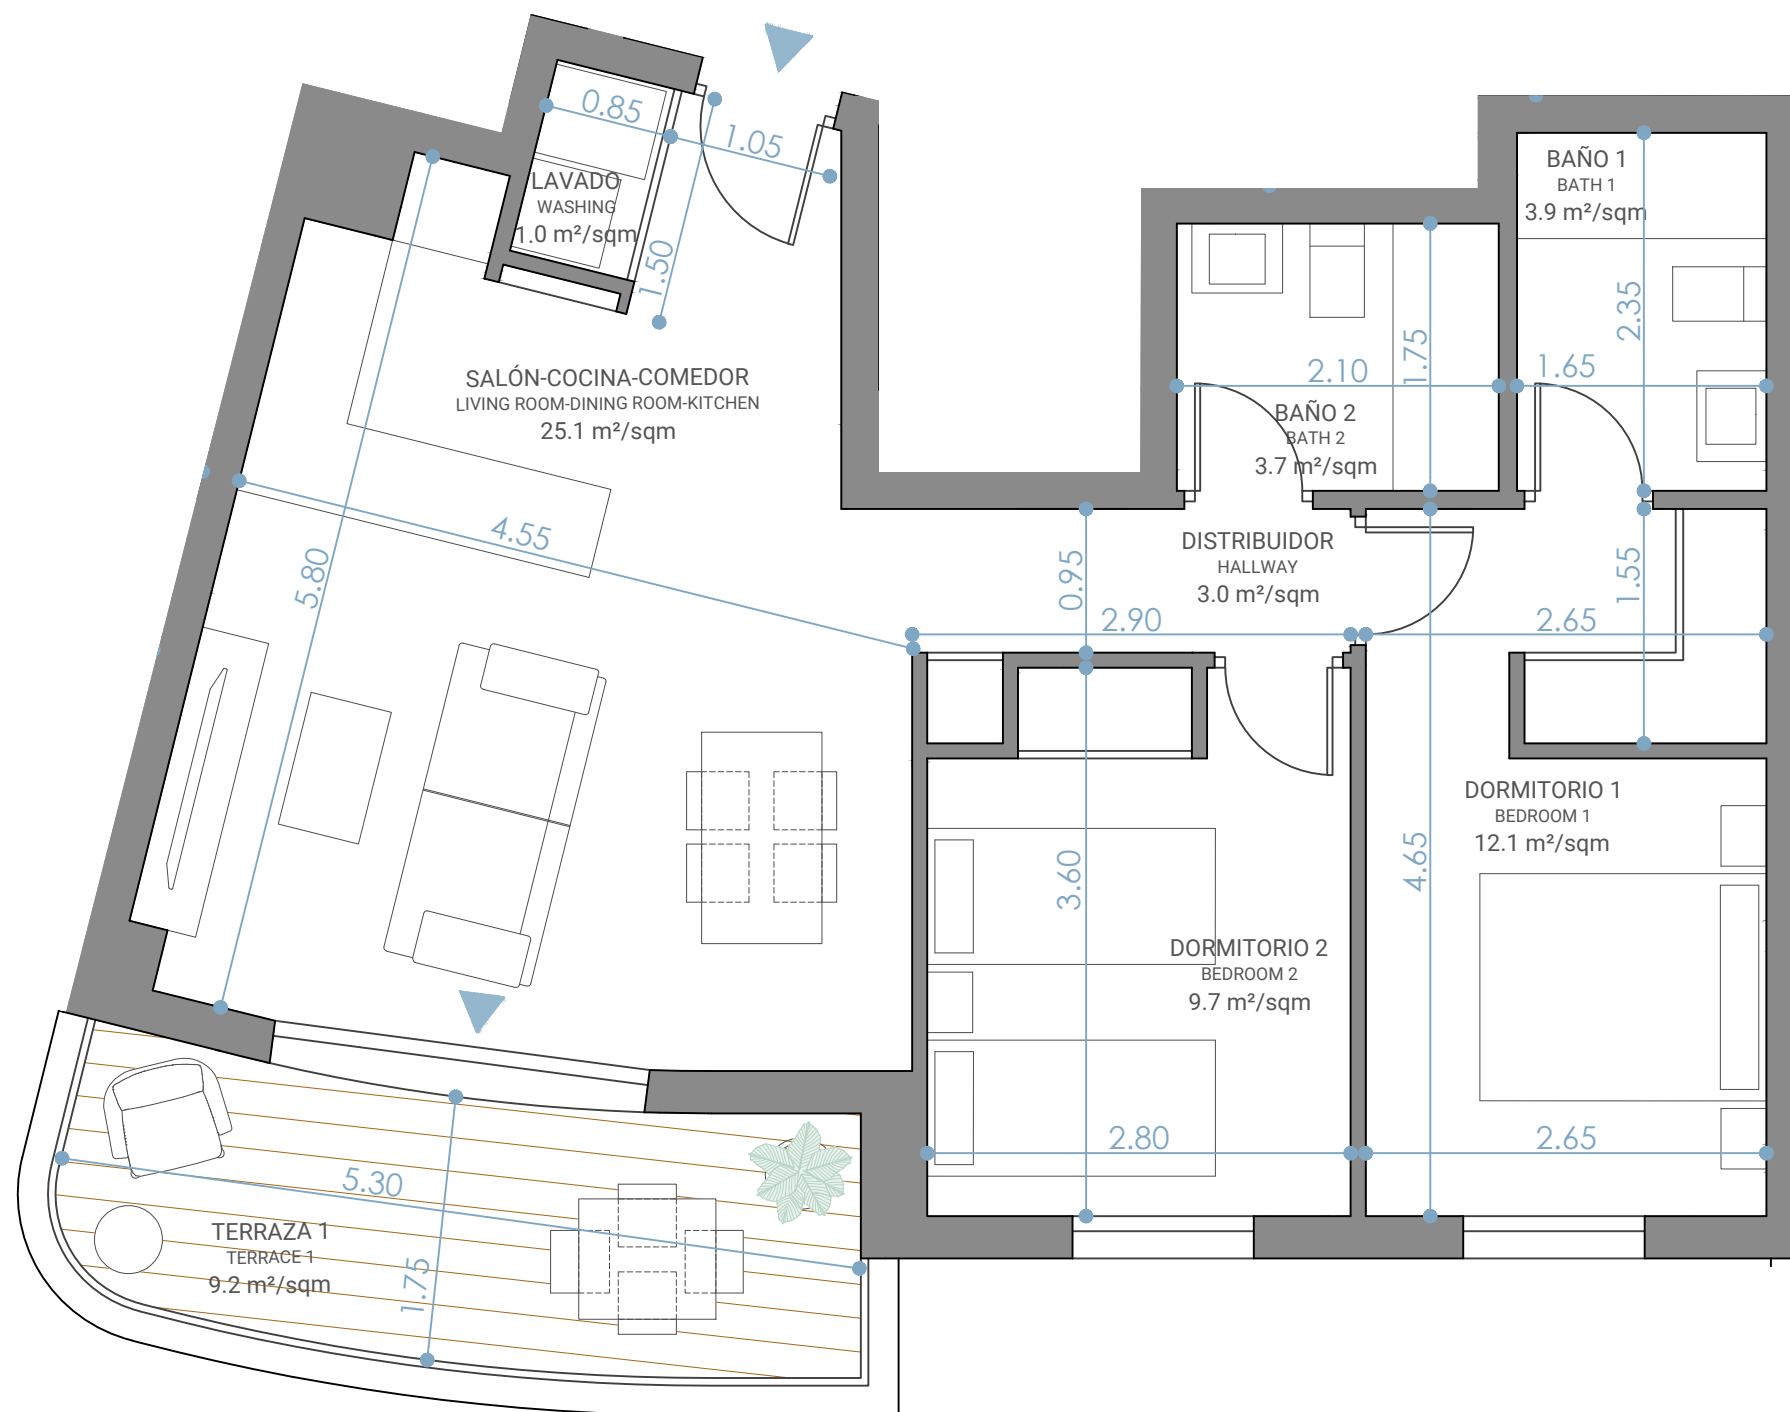 0.85
1.05
LAVADO
WASHING
1.0 m²/sqm
1.50
BAÑO 1
BATH 1
3.9 m²/sqm
2.35
1.65
1.75
2.10
BAÑO 2
BATH 2
3.7 m²/sqm
SALÓN-COCINA-COMEDOR
LIVING ROOM-DINING ROOM-KITCHEN
25.1 m²/sqm
4.55
5.80
DISTRIBUIDOR
HALLWAY
3.0 m²/sqm
0.95
2.90
1.55
2.65
DORMITORIO 1
BEDROOM 1
12.1 m²/sqm
4.65
3.60
DORMITORIO 2
BEDROOM 2
9.7 m²/sqm
2.80
2.65
5.30
TERRAZA 1
TERRACE 1
9.2 m²/sqm
1.75